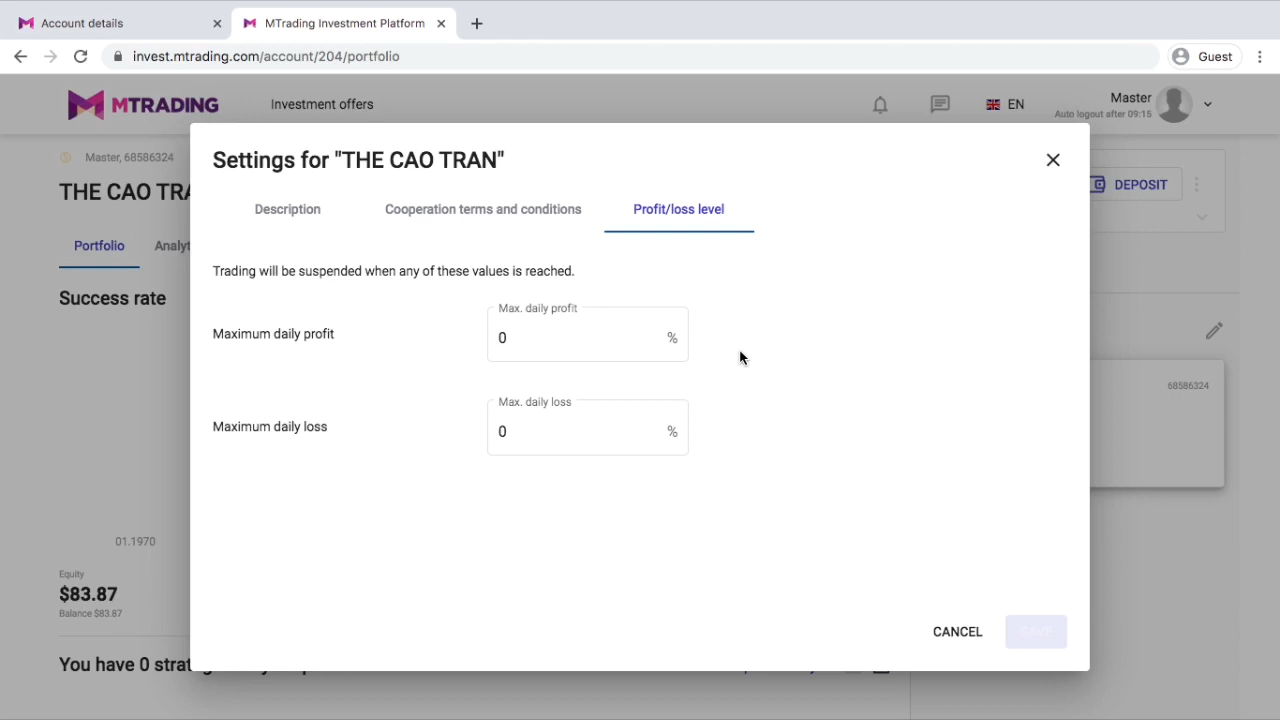 Account details
MTrading Investment Platform
invest.mtrading.com/account/204/portfolio
Guest
MTRADING
Investment offers
EN
Master
Auto logout after 09:15
Master, 68586324
THE CAO TRA
DEPOSIT
Portfolio
Analyt
Success rate
Settings for "THE CAO TRAN"
Description
Cooperation terms and conditions
Profit/loss level
Trading will be suspended when any of these values is reached.
Max. daily profit
Maximum daily profit
0
%
Max. daily loss
Maximum daily loss
0
%
68586324
01.1970
Equity
$83.87
Balance $83.87
CANCEL
SAVE
You have 0 strat